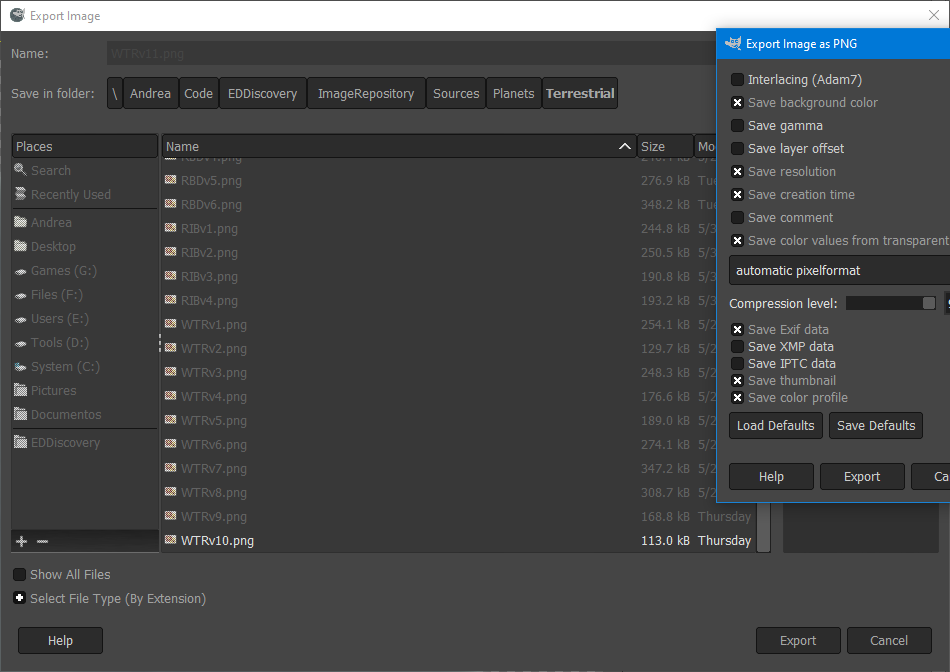 Export Image
Name: WTRv11.png
Save in folder: \ Andrea Code EDDiscovery ImageRepository Sources Planets Terrestrial
Places
Search
Recently Used
Andrea
Desktop
Games (G:)
Files (F:)
Users (E:)
Tools (D:)
System (C:)
Pictures
Documentos
EDDiscovery
Name Size Mo
RBDv5.png 276.9 kB Tue
RBDv6.png 348.2 kB Tue
RIBv1.png 244.8 kB 5/3
RIBv2.png 250.5 kB 5/3
RIBv3.png 190.8 kB 5/3
RIBv4.png 193.2 kB 5/3
WTRv1.png 254.1 kB 5/2
WTRv2.png 129.7 kB 5/2
WTRv3.png 248.3 kB 5/2
WTRv4.png 176.6 kB 5/2
WTRv5.png 189.0 kB 5/2
WTRv6.png 274.1 kB 5/2
WTRv7.png 347.2 kB 5/2
WTRv8.png 308.7 kB 5/2
WTRv9.png 168.8 kB Thursday
WTRv10.png 113.0 kB Thursday
Show All Files
Select File Type (By Extension)
Help Export Cancel
Export Image as PNG
Interlacing (Adam7)
Save background color
Save gamma
Save layer offset
Save resolution
Save creation time
Save comment
Save color values from transparent
automatic pixelformat
Compression level:
Save Exif data
Save XMP data
Save IPTC data
Save thumbnail
Save color profile
Load Defaults Save Defaults
Help Export Ca